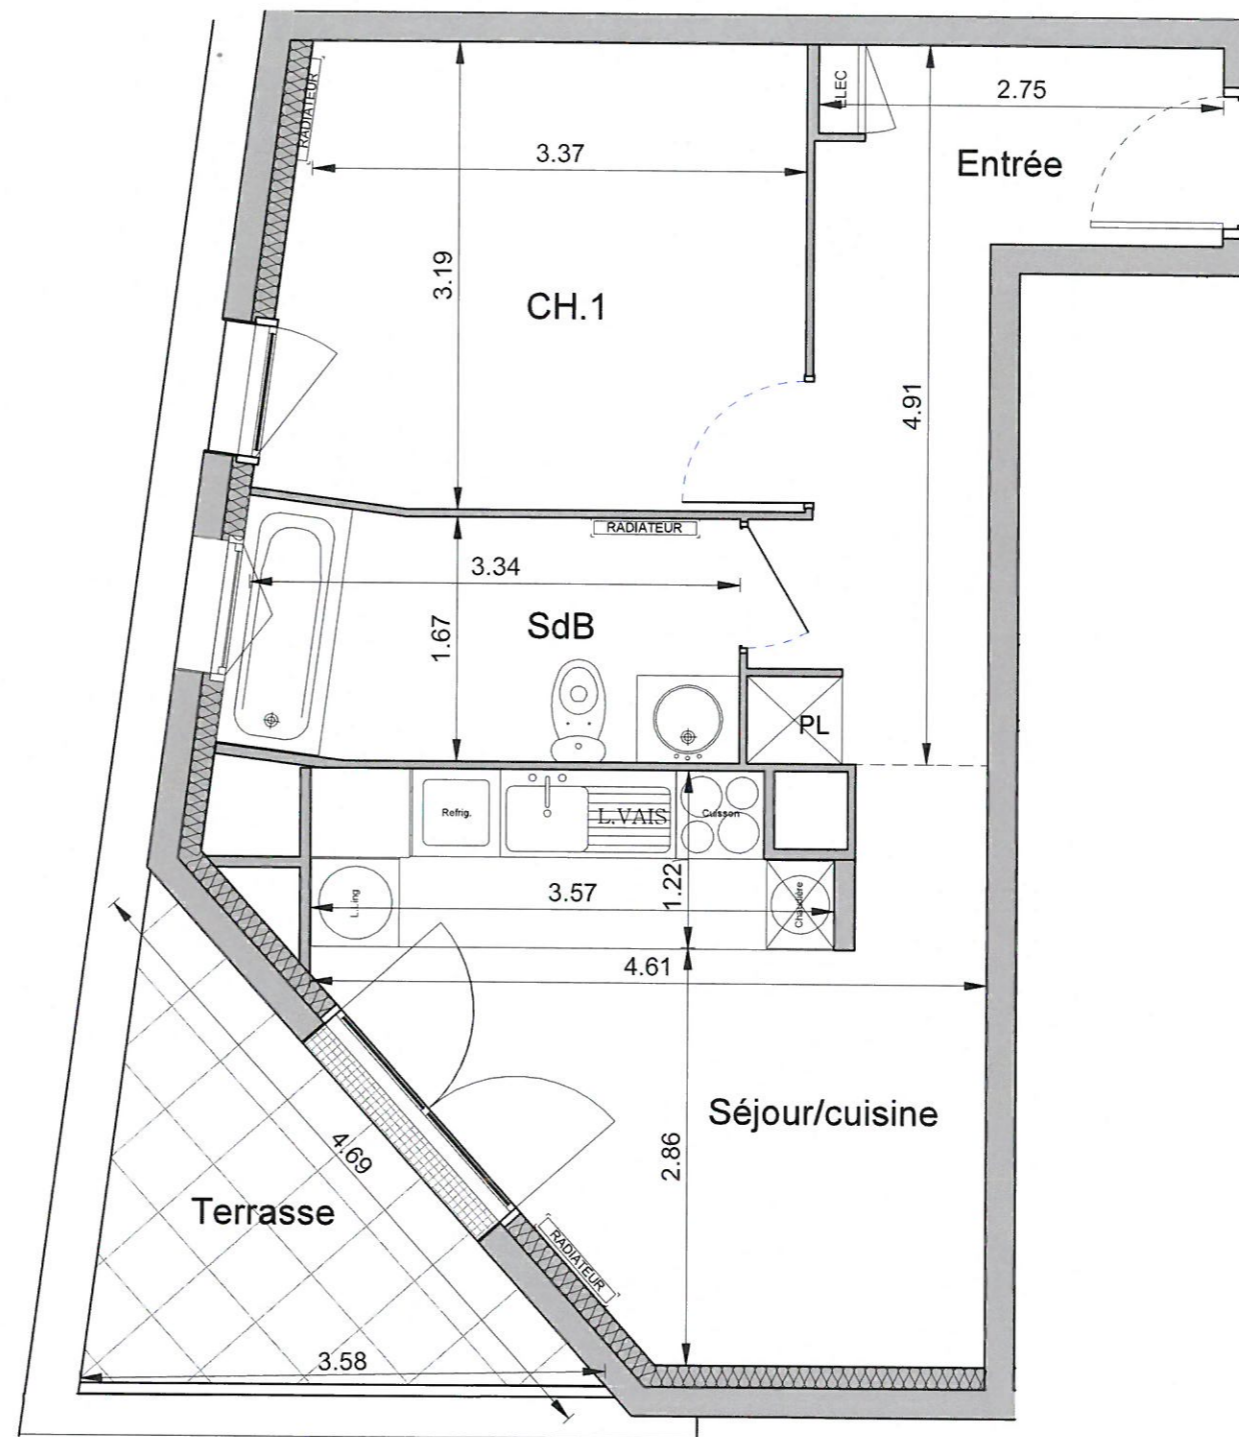 RADIATEUR
ELEC
2.75
3.37
Entrée
3.19
CH.1
4.91
RADIATEUR
3.34
SdB
1.67
PL
Refrig.
L.VAIS
Cuisson
L.Ling
3.57
1.22
Chaudière
4.61
Séjour/cuisine
2.86
4.69
Terrasse
RADIATEUR
3.58